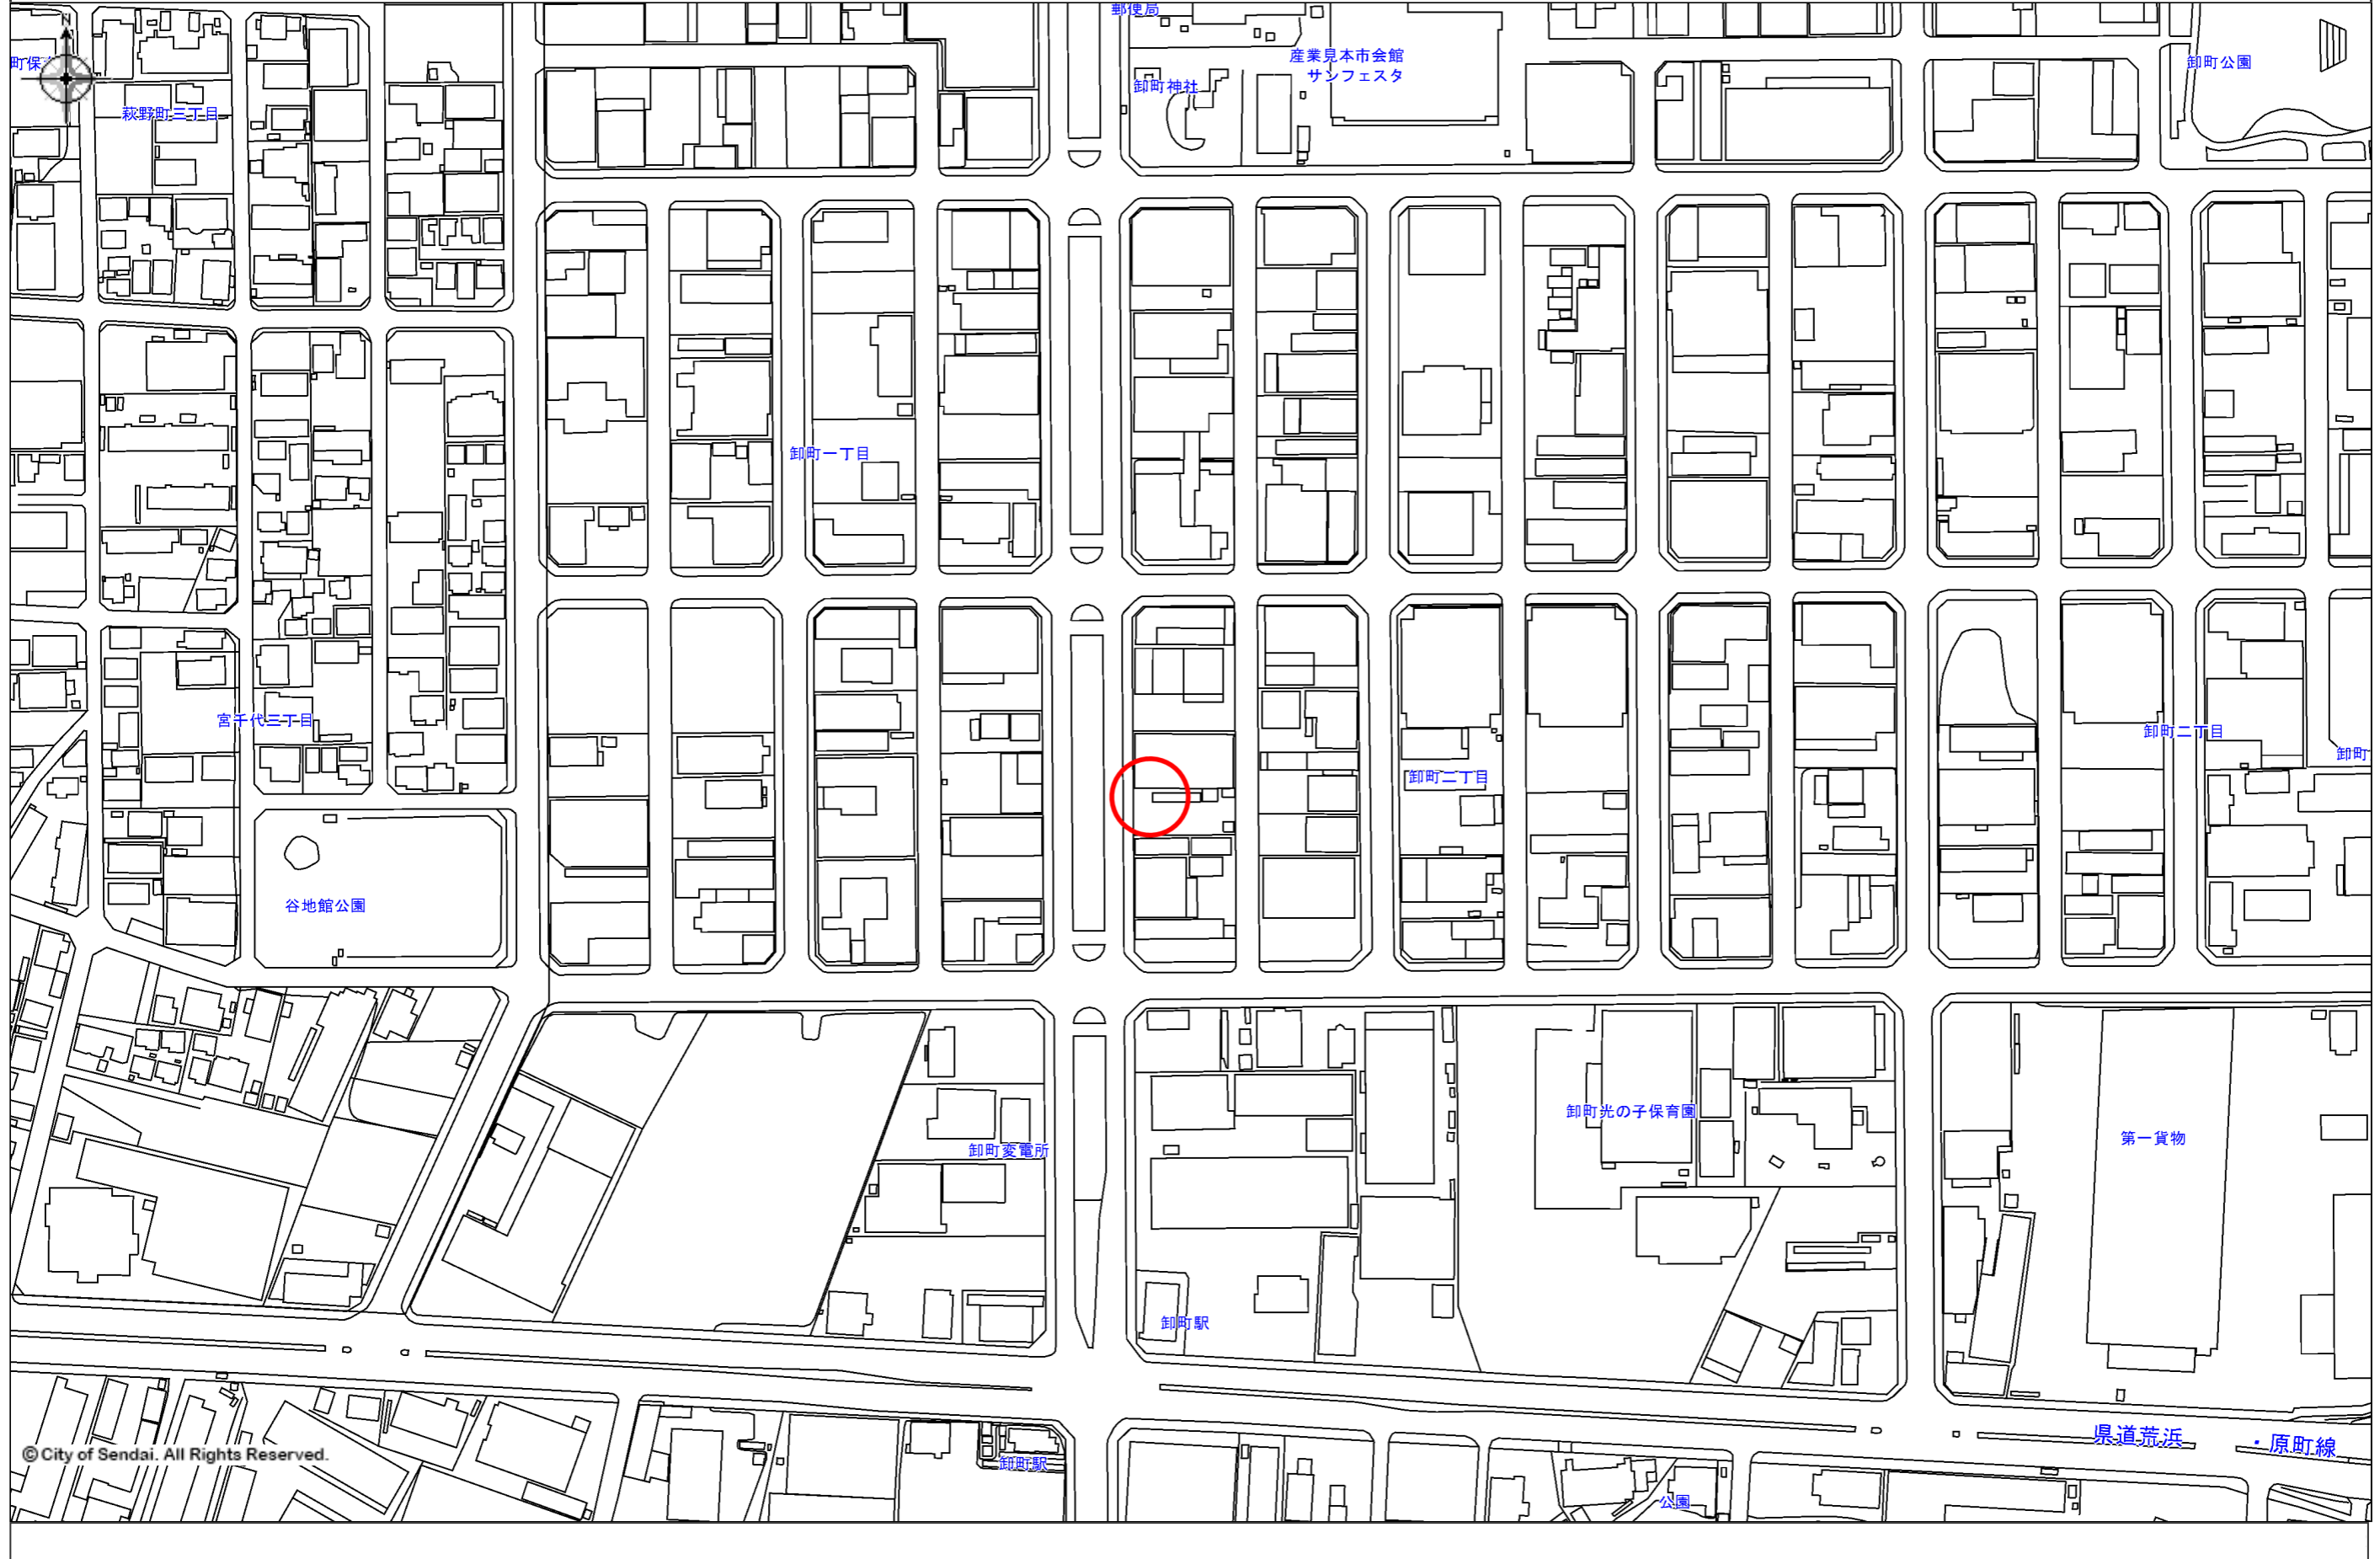 郵便局
産業見本市会館
サンフェスタ
卸町神社
卸町公園
N
萩野町三丁目
卸町一丁目
宮千代三丁目
卸町二丁目
卸町二丁目
卸町
谷地館公園
卸町変電所
卸町光の子保育園
第一貨物
卸町駅
県道荒浜
・原町線
卸町駅
公園
© City of Sendai. All Rights Reserved.